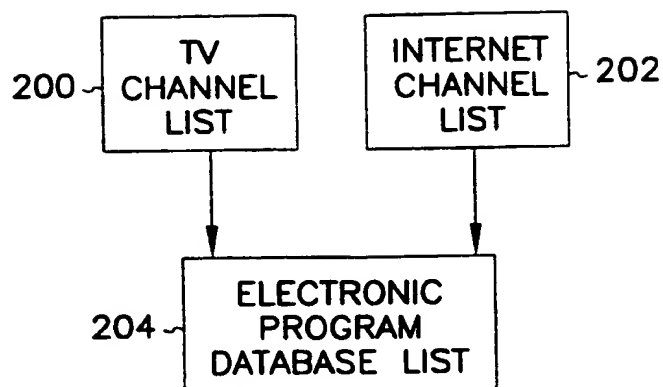 200
TV
CHANNEL
LIST
INTERNET
CHANNEL
LIST
202
204
ELECTRONIC
PROGRAM
DATABASE LIST